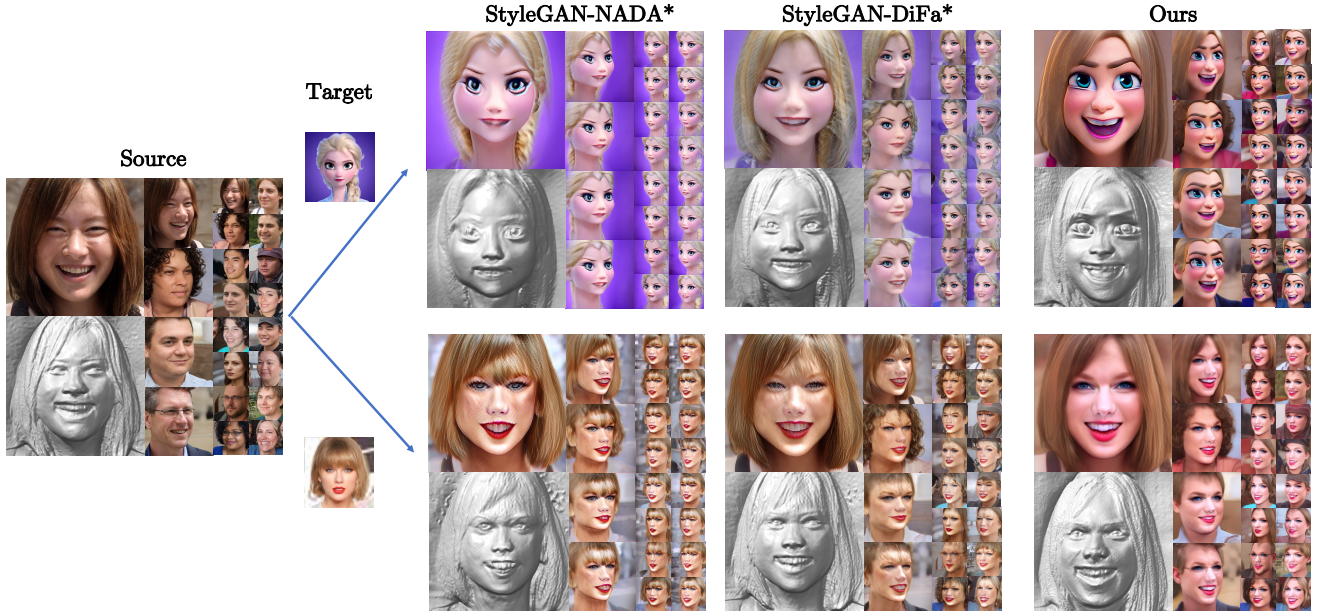 StyleGAN-NADA*
StyleGAN-DiFa*
Ours
Target
Source